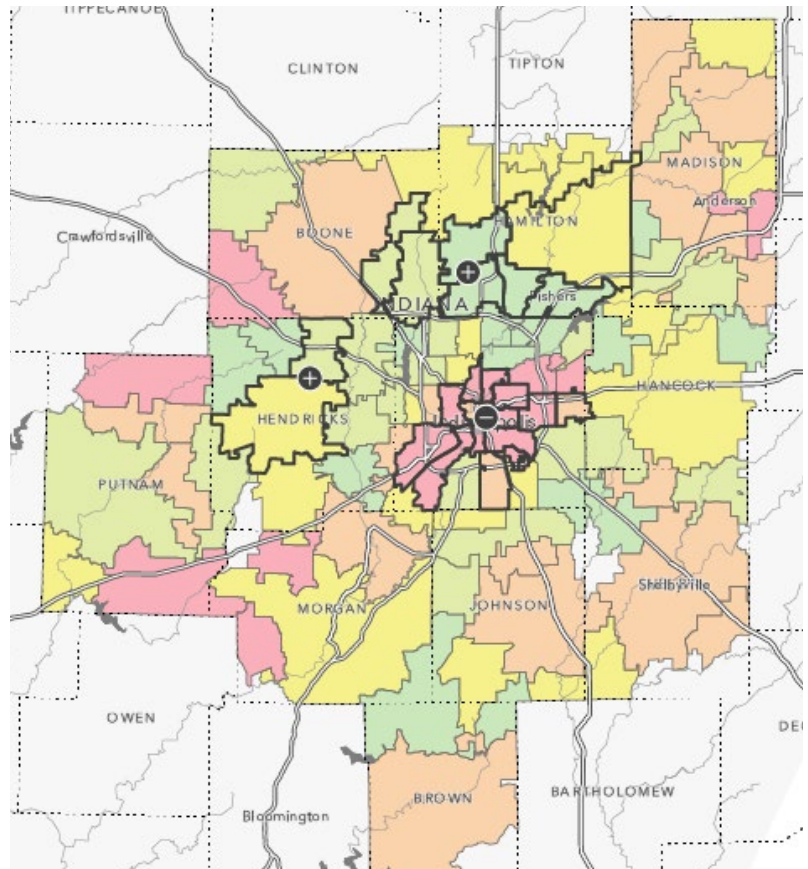 TIPPECANOE
CLINTON
TIPTON
MADISON
Anderson
HAMILTON
BOONE
Crawfordsville
Fishers
INDIANA
HANCOCK
HENDRICKS
PUTNAM
Shelbyville
MORGAN
JOHNSON
OWEN
BROWN
BARTHOLOMEW
Bloomington